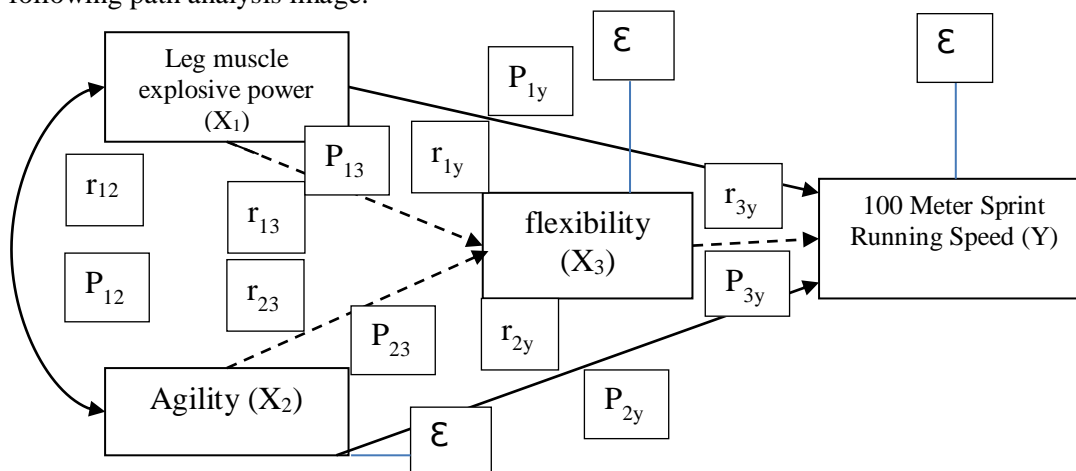 following path analysis image:
Leg muscle
explosive power
(X₁)
Ɛ
Ɛ
P₁y
P₁₃
r₁y
r₁₂
r₁₃
r₃y
100 Meter Sprint
Running Speed (Y)
flexibility
(X₃)
P₁₂
r₂₃
P₃y
P₂₃
r₂y
Agility (X₂)
P₂y
Ɛ